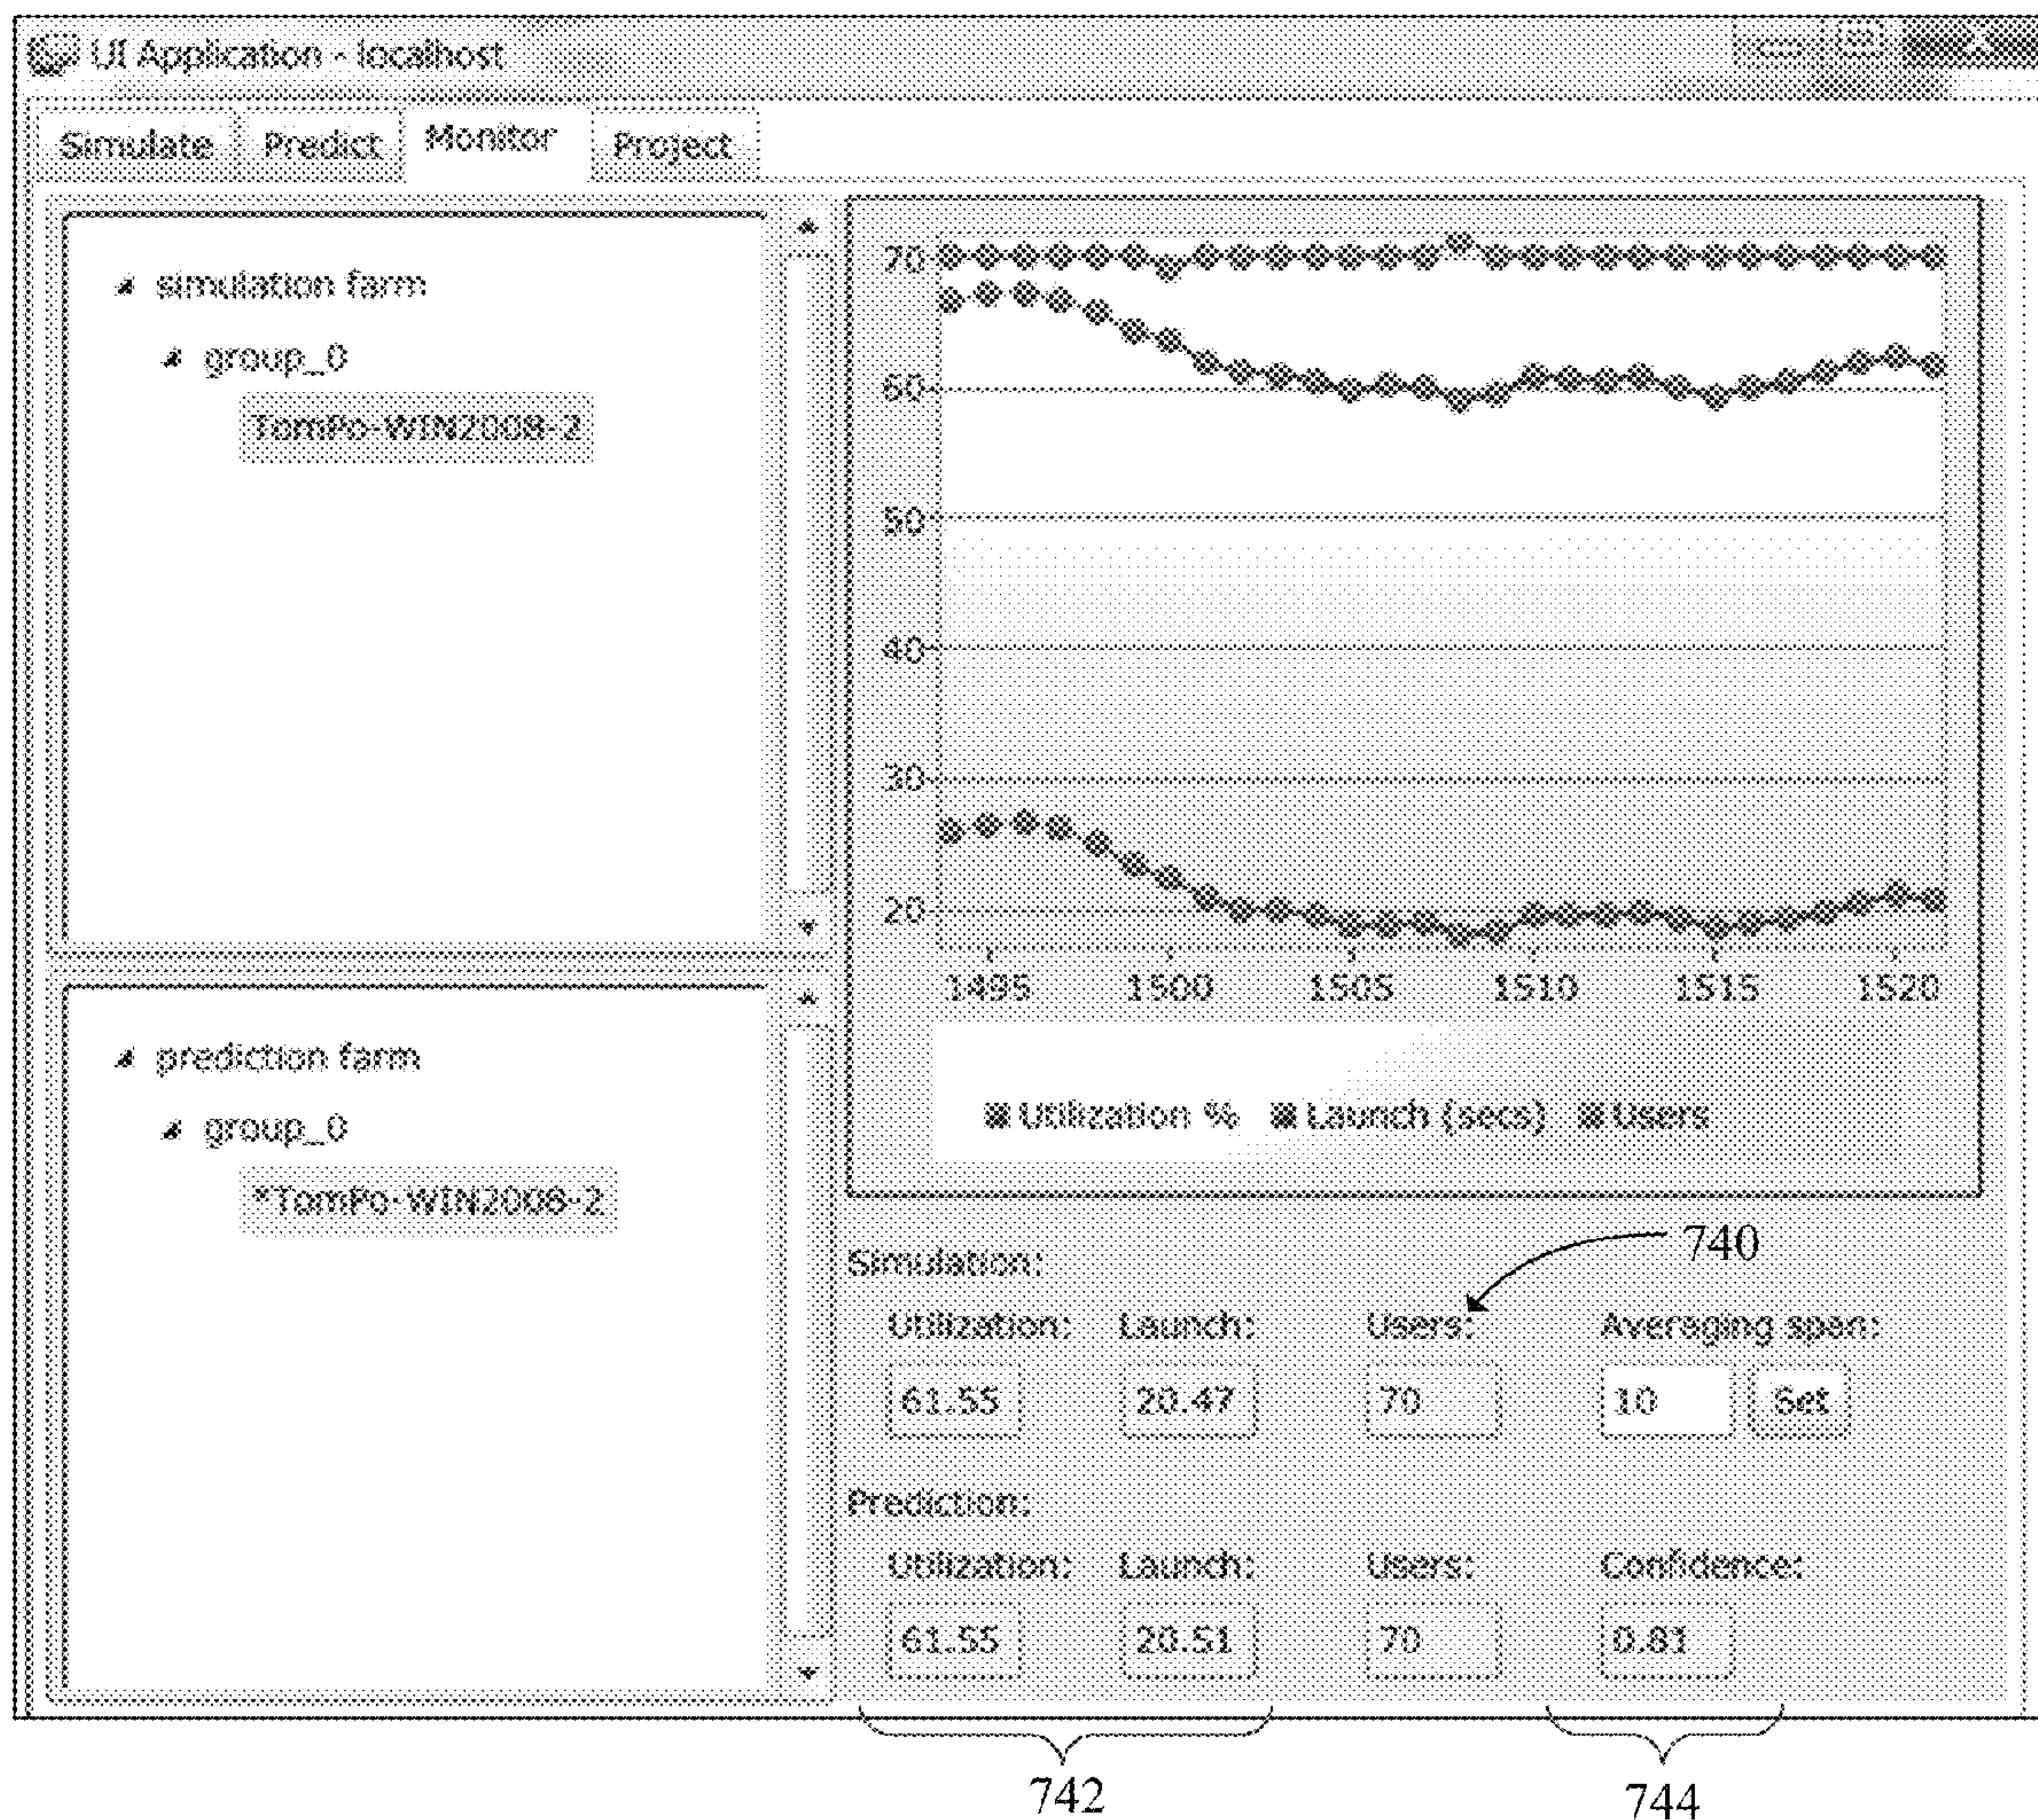 UI Application - localhost
Simulate Predict Monitor Project
simulation farm
group_0
TomPo-WIN2008-2
prediction farm
group_0
*TomPo-WIN2008-2
70
60
50
40
30
20
1495 1500 1505 1510 1515 1520
Utilization % Launch (secs) Users
740
Simulation:
Utilization: Launch: Users: Averaging span:
61.55 20.47 70 10 Set
Prediction:
Utilization: Launch: Users: Confidence:
61.55 20.51 70 0.81
742 744